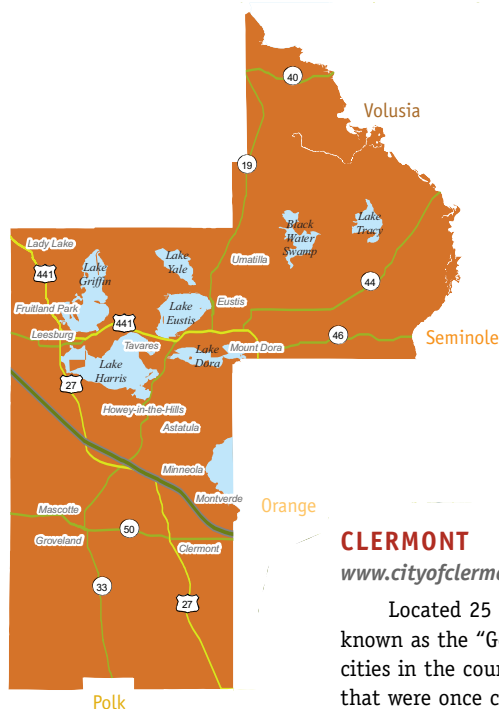 40
Volusia
19
Black
Water
Swamp
Lake
Tracy
Lady Lake
Lake
Yale
Umatilla
441
Lake
Griffin
44
Fruitland Park
Lake
Eustis
Eustis
441
46
Seminole
Leesburg
Tavares
Lake
Dora
Mount Dora
Lake
Harris
27
Howey-in-the-Hills
Astatula
Minneola
Montverde
Orange
Mascotte
50
Groveland
Clermont
33
27
Polk
CLERMONT
www.cityofclerm
Located 25
known as the “G
cities in the cour
that were once c